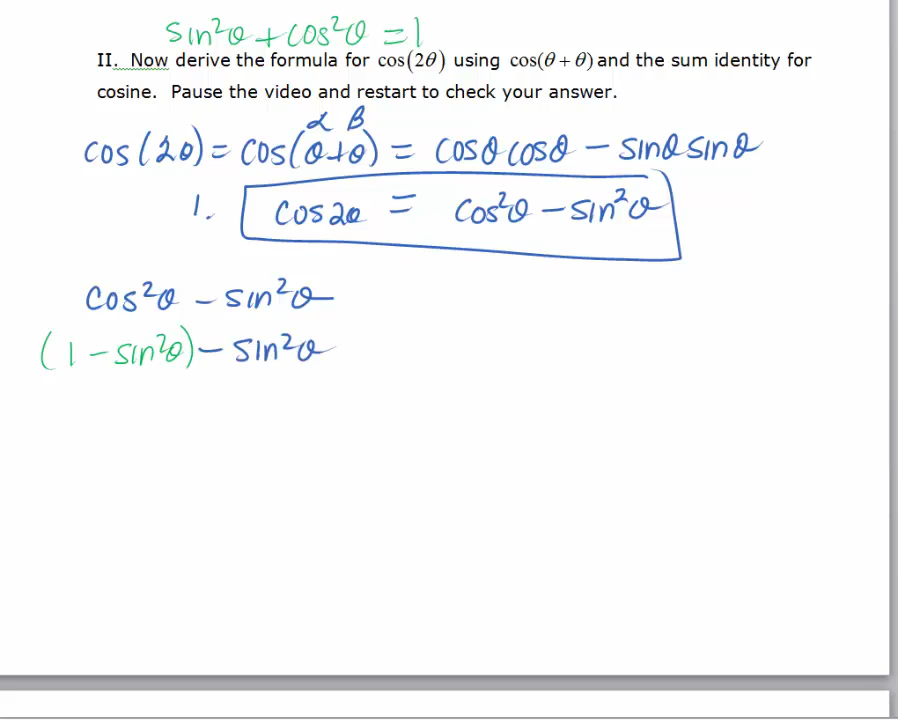 sin²θ + cos²θ = 1
II. Now derive the formula for cos(2θ) using cos(θ + θ) and the sum identity for
cosine. Pause the video and restart to check your answer.
α β
cos(2θ) = cos(θ+θ) = cosθ cosθ − sinθ sinθ
1. cos2θ = cos²θ − sin²θ
cos²θ − sin²θ
(1 − sin²θ) − sin²θ